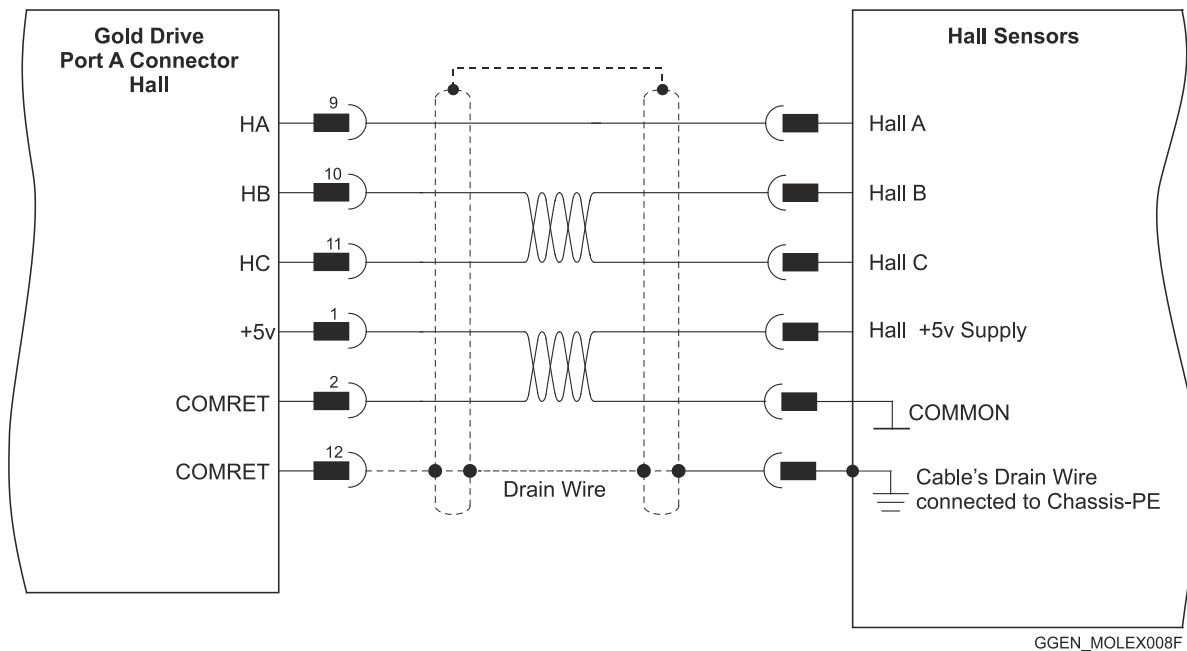 Gold Drive
Port A Connector
Hall
Hall Sensors
9
HA
Hall A
10
HB
Hall B
11
HC
Hall C
1
+5v
Hall +5v Supply
2
COMRET
COMMON
12
COMRET
Drain Wire
Cable's Drain Wire
connected to Chassis-PE
GGEN_MOLEX008F